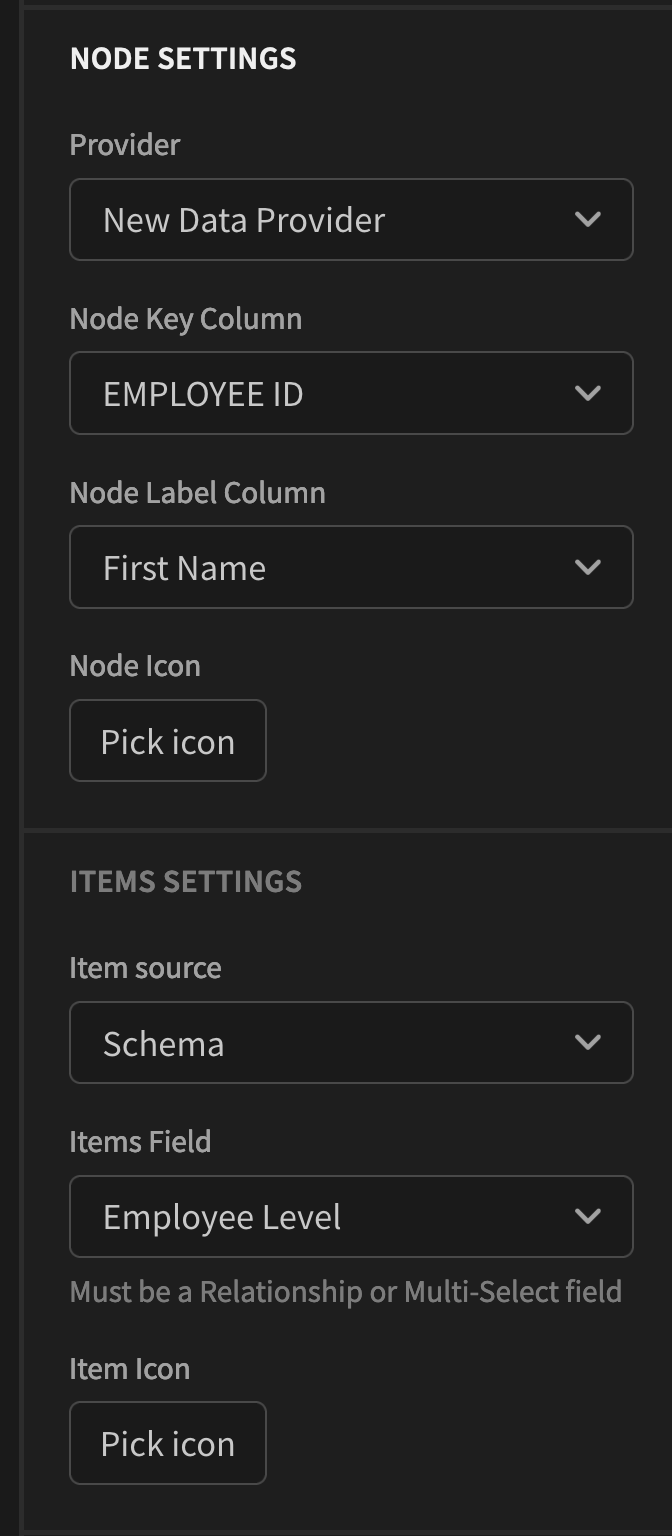 NODE SETTINGS
Provider
New Data Provider
Node Key Column
EMPLOYEE ID
Node Label Column
First Name
Node Icon
Pick icon
ITEMS SETTINGS
Item source
Schema
Items Field
Employee Level
Must be a Relationship or Multi-Select field
Item Icon
Pick icon